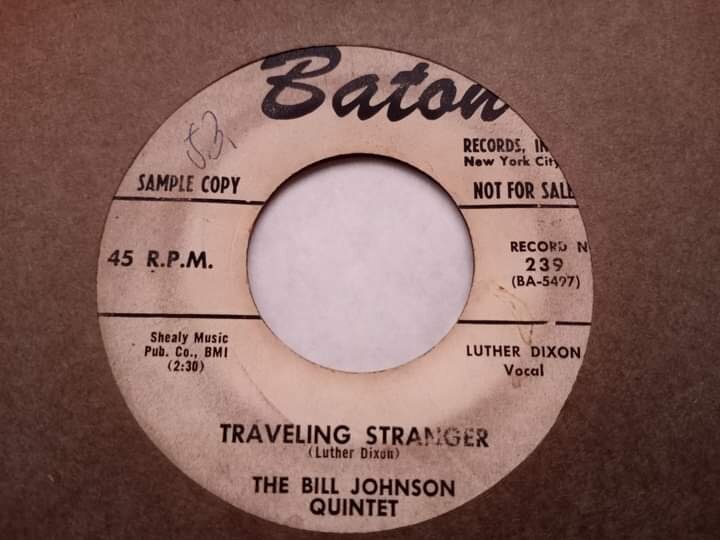 53
Baton
RECORDS, IN
New York City
SAMPLE COPY
NOT FOR SALE
45 R.P.M.
RECORD N
239
(BA-5497)
Shealy Music
Pub. Co., BMI
(2:30)
LUTHER DIXON
Vocal
TRAVELING STRANGER
(Luther Dixon)
THE BILL JOHNSON
QUINTET